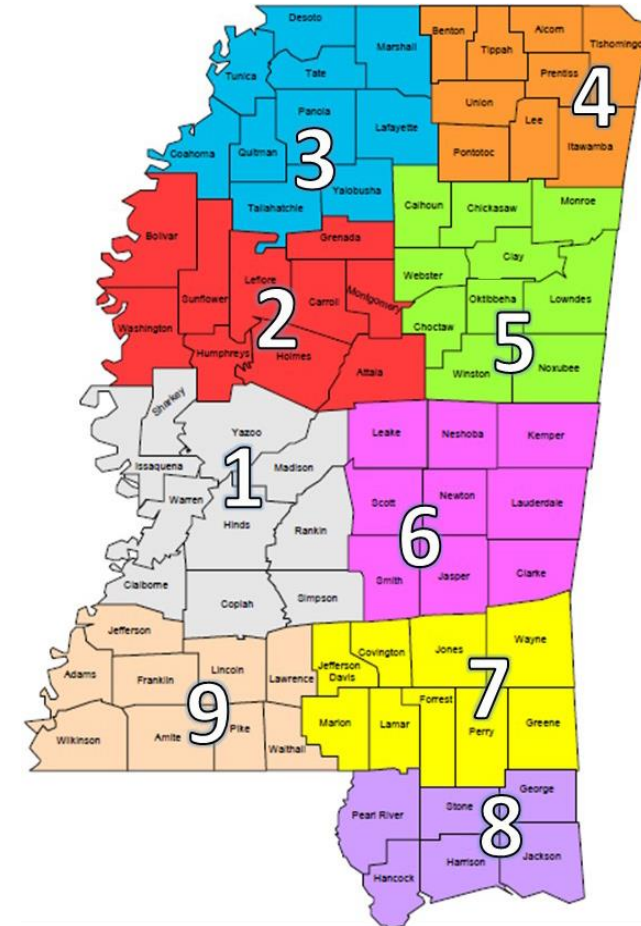 Desoto
Marshall
Benton
Tippah
Alcorn
Tishomingo
Tunica
Tate
Prentiss
4
Panola
Union
Lee
Lafayette
Coahoma
Quitman
3
Pontotoc
Itawamba
Yalobusha
Tallahatchie
Calhoun
Chickasaw
Monroe
Bolivar
Grenada
Clay
Webster
Leflore
Sunflower
2
Carroll
Montgomery
Oktibbeha
Lowndes
Washington
Choctaw
5
Humphreys
Holmes
Attala
Winston
Noxubee
Sharkey
Yazoo
Leake
Neshoba
Kemper
Issaquena
1
Madison
Warren
Hinds
Rankin
Scott
Newton
Lauderdale
6
Smith
Jasper
Clarke
Claiborne
Copiah
Simpson
Jefferson
Adams
Franklin
Lincoln
Lawrence
Jefferson
Davis
Covington
Jones
Wayne
7
9
Wilkinson
Amite
Pike
Walthall
Marion
Lamar
Forrest
Perry
Greene
Pearl River
Stone
George
8
Hancock
Harrison
Jackson